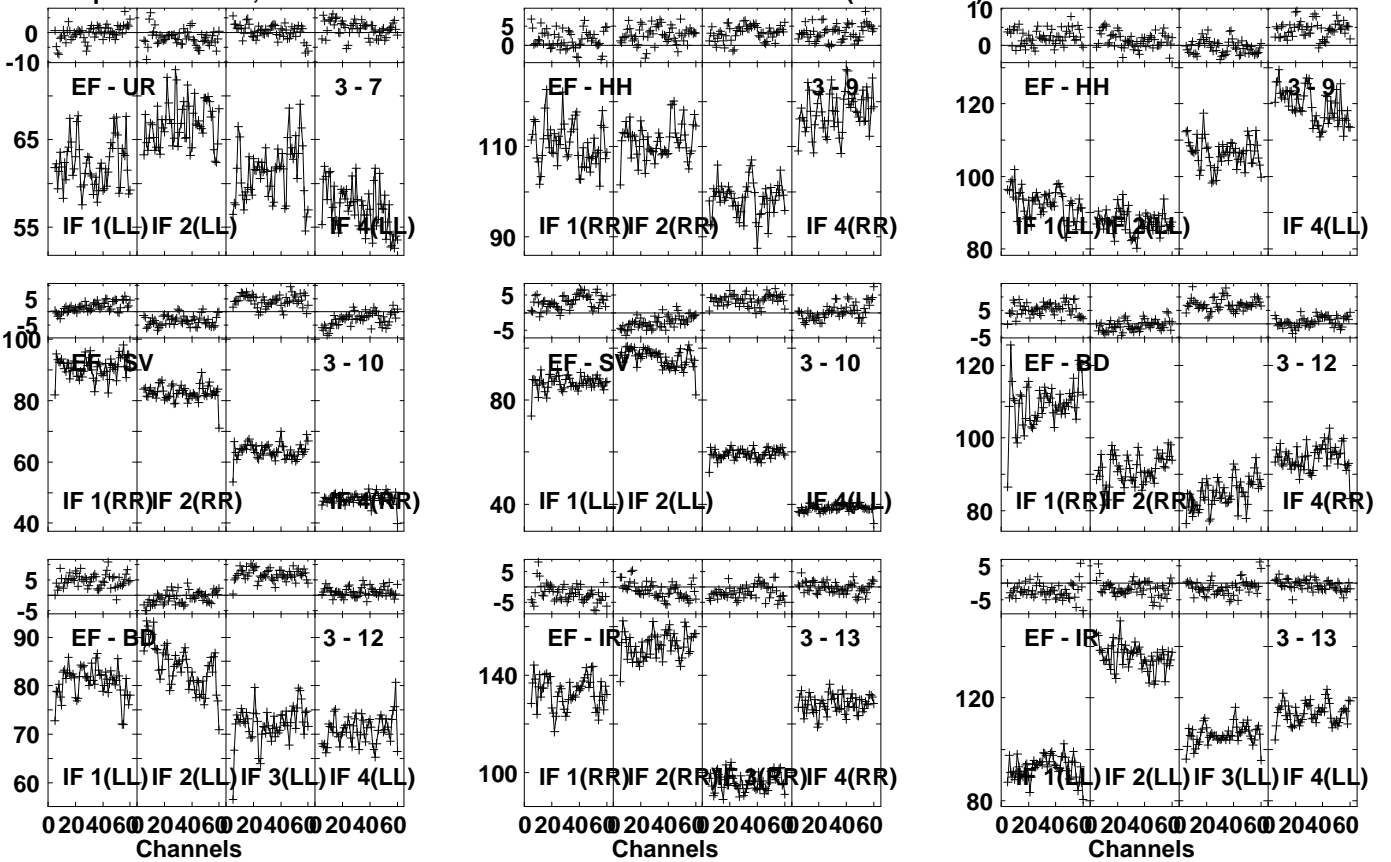 0
-10
EF - UR
3 - 7
65
55
IF 1(LL) IF 2(LL) IF 4(LL)
5
0
EF - HH
3 - 9
110
90
IF 1(RR) IF 2(RR) IF 4(RR)
10
0
EF - HH
3 - 9
120
100
80
IF 1(LL) IF 2(LL) IF 4(LL)
5
-5
100
EF - SV
3 - 10
80
60
40
IF 1(RR) IF 2(RR) IF 4(RR)
5
-5
EF - SV
3 - 10
80
40
IF 1(LL) IF 2(LL) IF 4(LL)
5
-5
EF - BD
3 - 12
120
100
80
IF 1(RR) IF 2(RR) IF 4(RR)
5
-5
EF - BD
3 - 12
90
80
70
60
IF 1(LL) IF 2(LL) IF 3(LL) IF 4(LL)
0 20 40 60 0 20 40 60 0 20 40 60 0 20 40 60
Channels
5
-5
EF - IR
3 - 13
140
100
IF 1(RR) IF 2(RR) IF 3(RR) IF 4(RR)
0 20 40 60 0 20 40 60 0 20 40 60 0 20 40 60
Channels
5
-5
EF - IR
3 - 13
120
80
IF 1(LL) IF 2(LL) IF 3(LL) IF 4(LL)
0 20 40 60 0 20 40 60 0 20 40 60 0 20 40 60
Channels